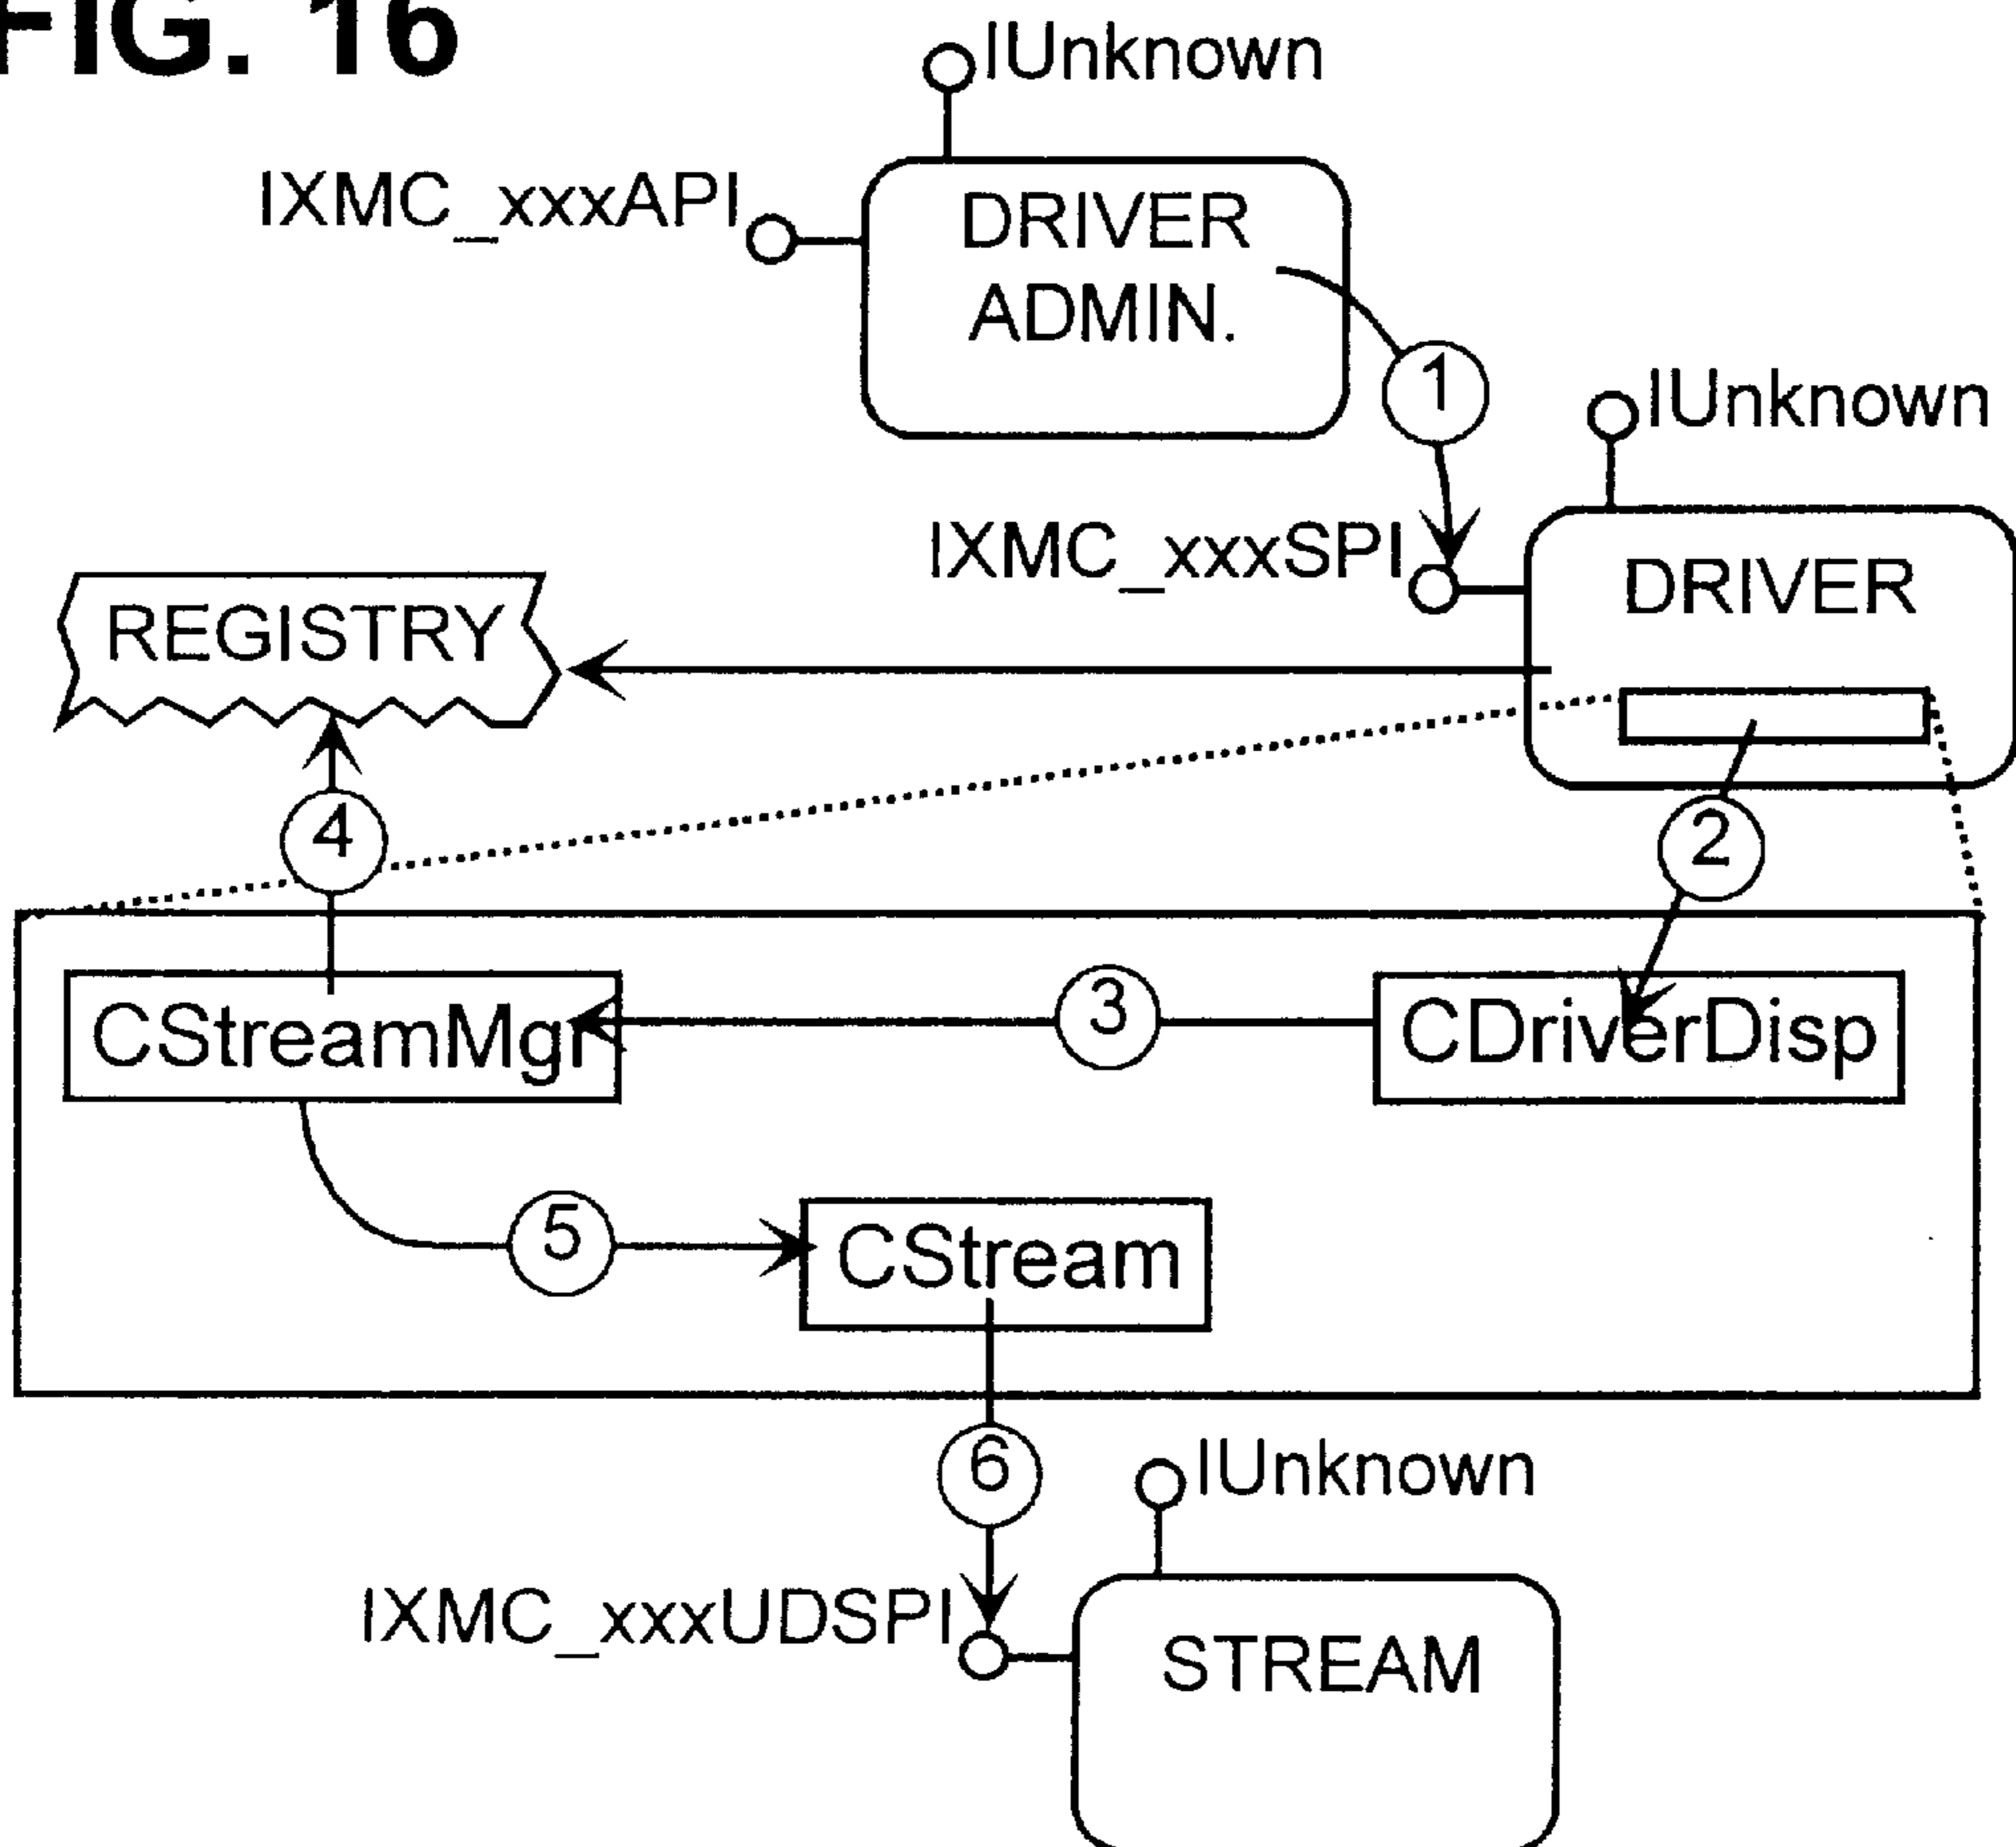 FIG. 16
IUnknown
IXMC_xxxAPI
DRIVER
ADMIN.
1
IUnknown
IXMC_xxxSPI
DRIVER
REGISTRY
4
2
CStreamMgr
3
CDriverDisp
5
CStream
6
IUnknown
IXMC_xxxUDSPI
STREAM